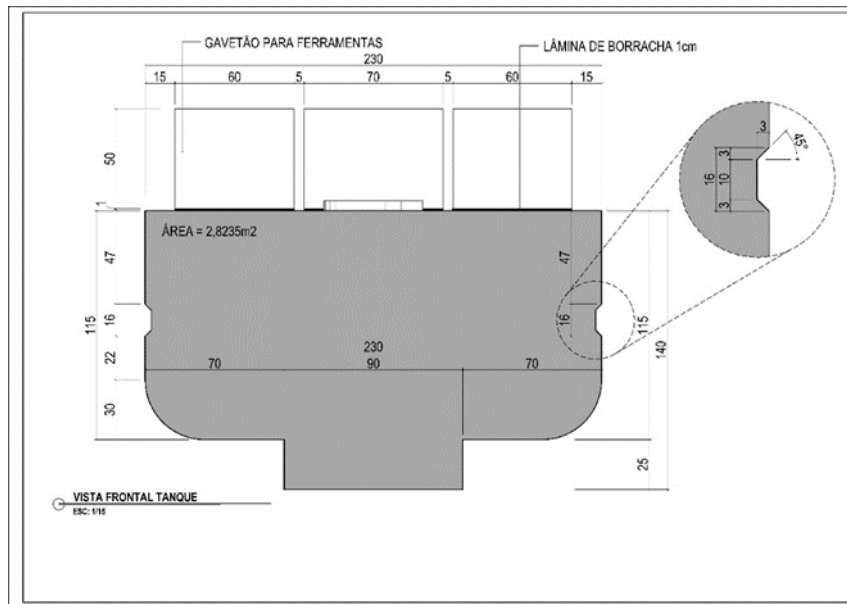 GAVETÃO PARA FERRAMENTAS
LÂMINA DE BORRACHA 1cm
230
15 60 5 70 5 60 15
50
1
ÁREA = 2,8235m2
47
16
22
30
115
47
16
115
140
25
230
70 90 70
3
45°
3
10
3
16
VISTA FRONTAL TANQUE
ESC: 1/15